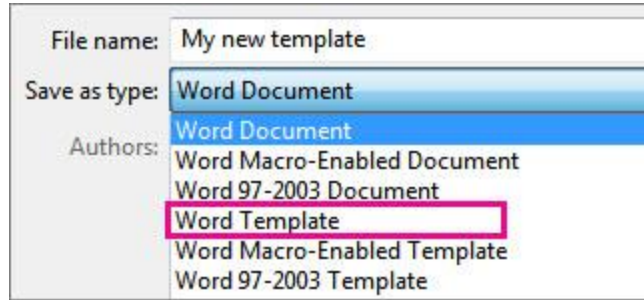 File name: My new template
Save as type: Word Document
Authors: Word Document
Word Macro-Enabled Document
Word 97-2003 Document
Word Template
Word Macro-Enabled Template
Word 97-2003 Template